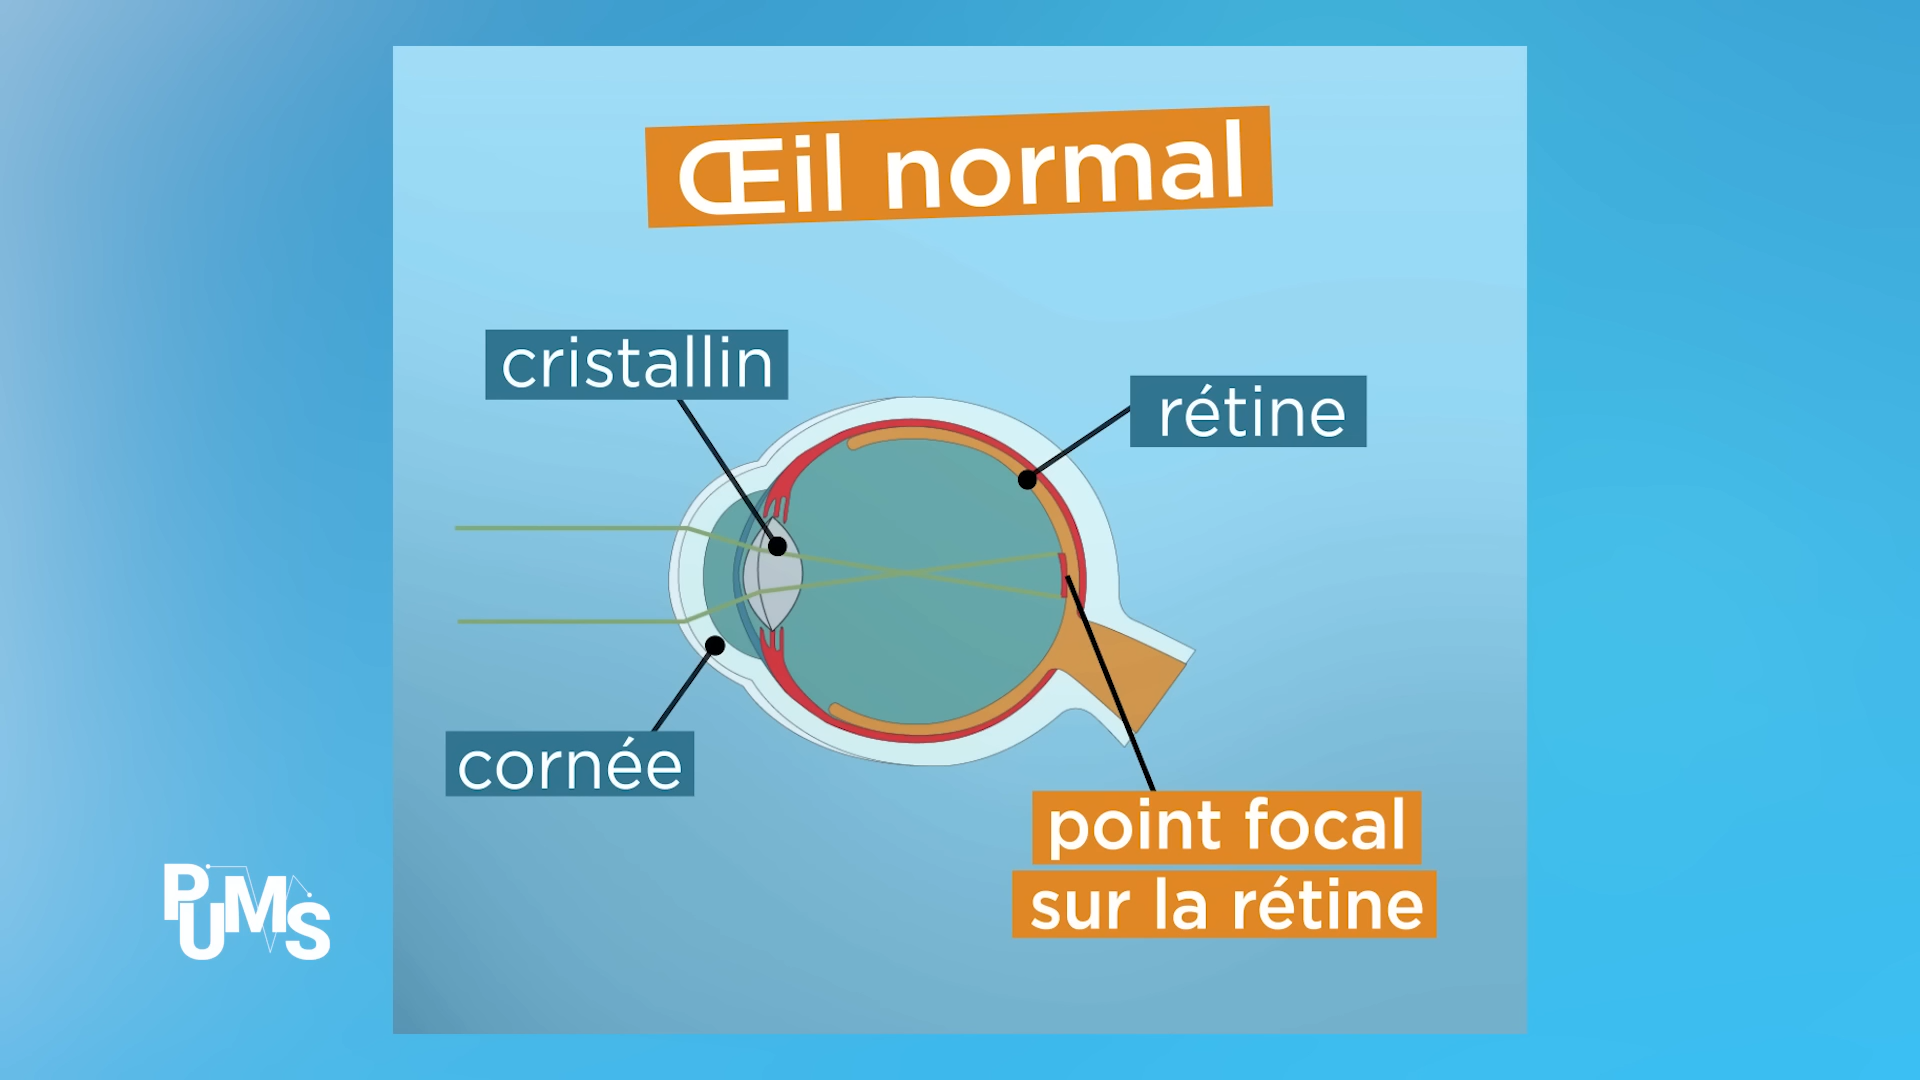 Œil normal
cristallin
rétine
cornée
point focal
sur la rétine
PUMS